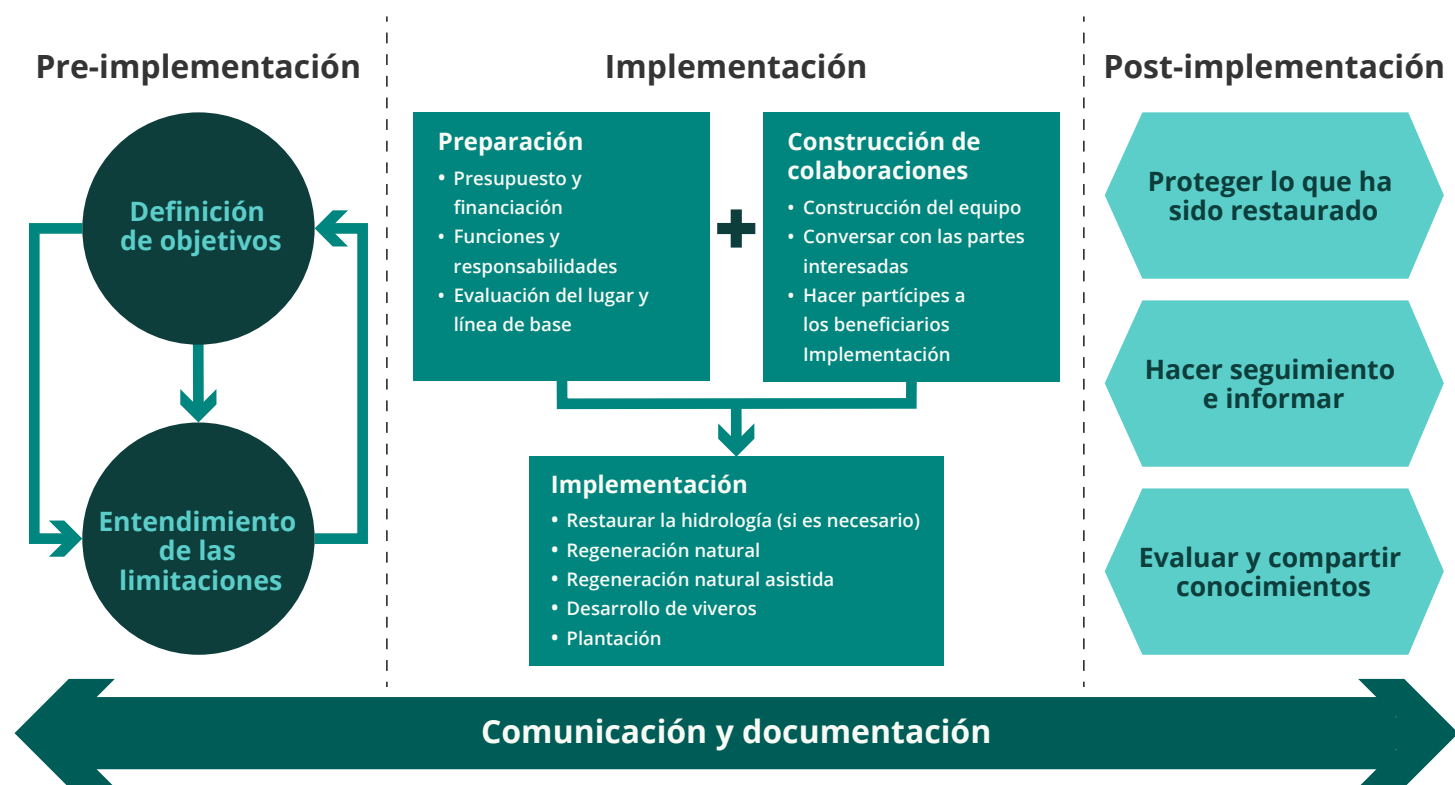 Pre-implementación
Definición
de objetivos
Entendimiento
de las
limitaciones
Implementación
Preparación
• Presupuesto y
financiación
• Funciones y
responsabilidades
• Evaluación del lugar y
línea de base
Construcción de
colaboraciones
• Construcción del equipo
• Conversar con las partes
interesadas
• Hacer partícipes a
los beneficiarios
Implementación
Implementación
• Restaurar la hidrología (si es necesario)
• Regeneración natural
• Regeneración natural asistida
• Desarrollo de viveros
• Plantación
Post-implementación
Proteger lo que ha
sido restaurado
Hacer seguimiento
e informar
Evaluar y compartir
conocimientos
Comunicación y documentación